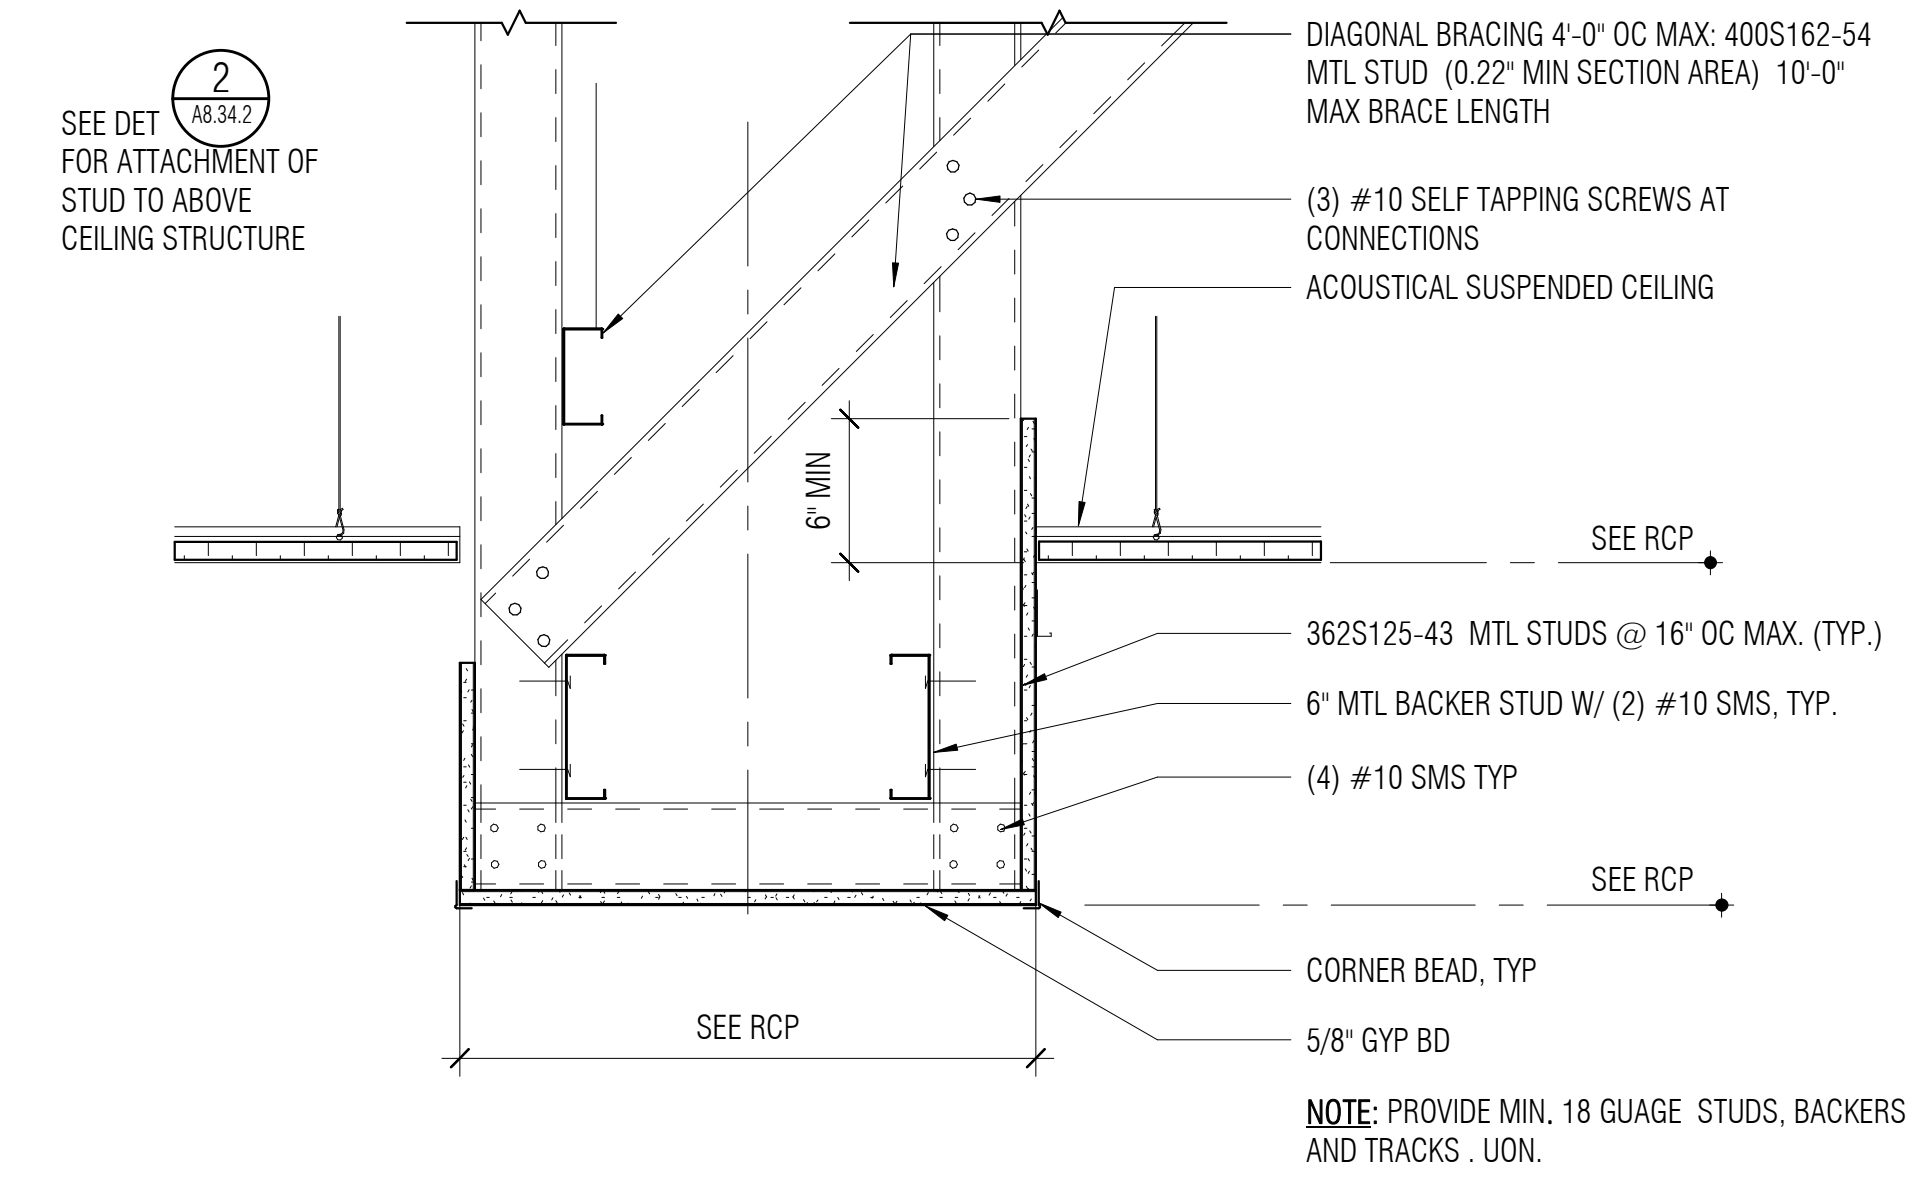 2
A8.34.2
SEE DET
FOR ATTACHMENT OF
STUD TO ABOVE
CEILING STRUCTURE
DIAGONAL BRACING 4'-0" OC MAX: 400S162-54
MTL STUD (0.22" MIN SECTION AREA) 10'-0"
MAX BRACE LENGTH
(3) #10 SELF TAPPING SCREWS AT
CONNECTIONS
ACOUSTICAL SUSPENDED CEILING
6" MIN
SEE RCP
362S125-43 MTL STUDS @ 16" OC MAX. (TYP.)
6" MTL BACKER STUD W/ (2) #10 SMS, TYP.
(4) #10 SMS TYP
SEE RCP
CORNER BEAD, TYP
SEE RCP
5/8" GYP BD
NOTE: PROVIDE MIN. 18 GUAGE STUDS, BACKERS
AND TRACKS . UON.